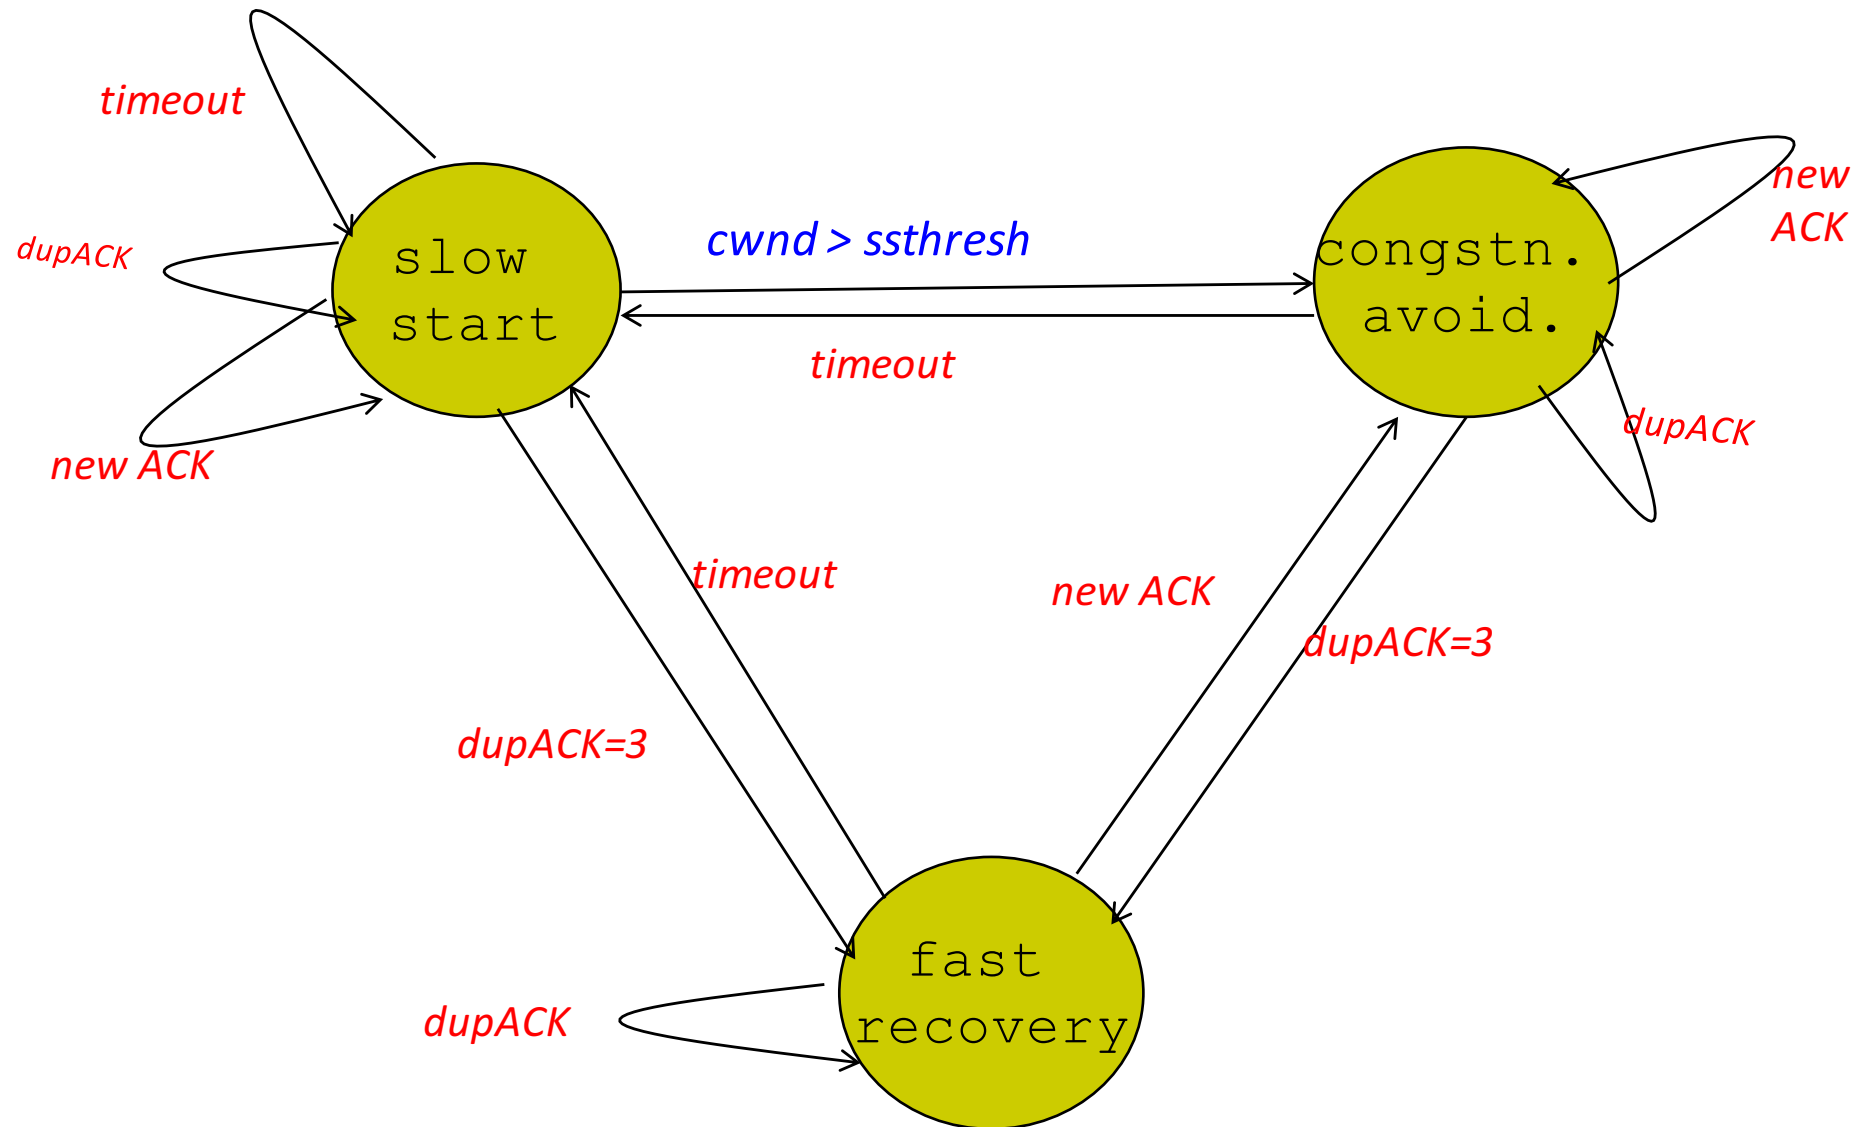 timeout
new
ACK
dupACK
slow
start
cwnd > ssthresh
congstn.
avoid.
timeout
dupACK
new ACK
timeout
new ACK
dupACK=3
dupACK=3
fast
recovery
dupACK